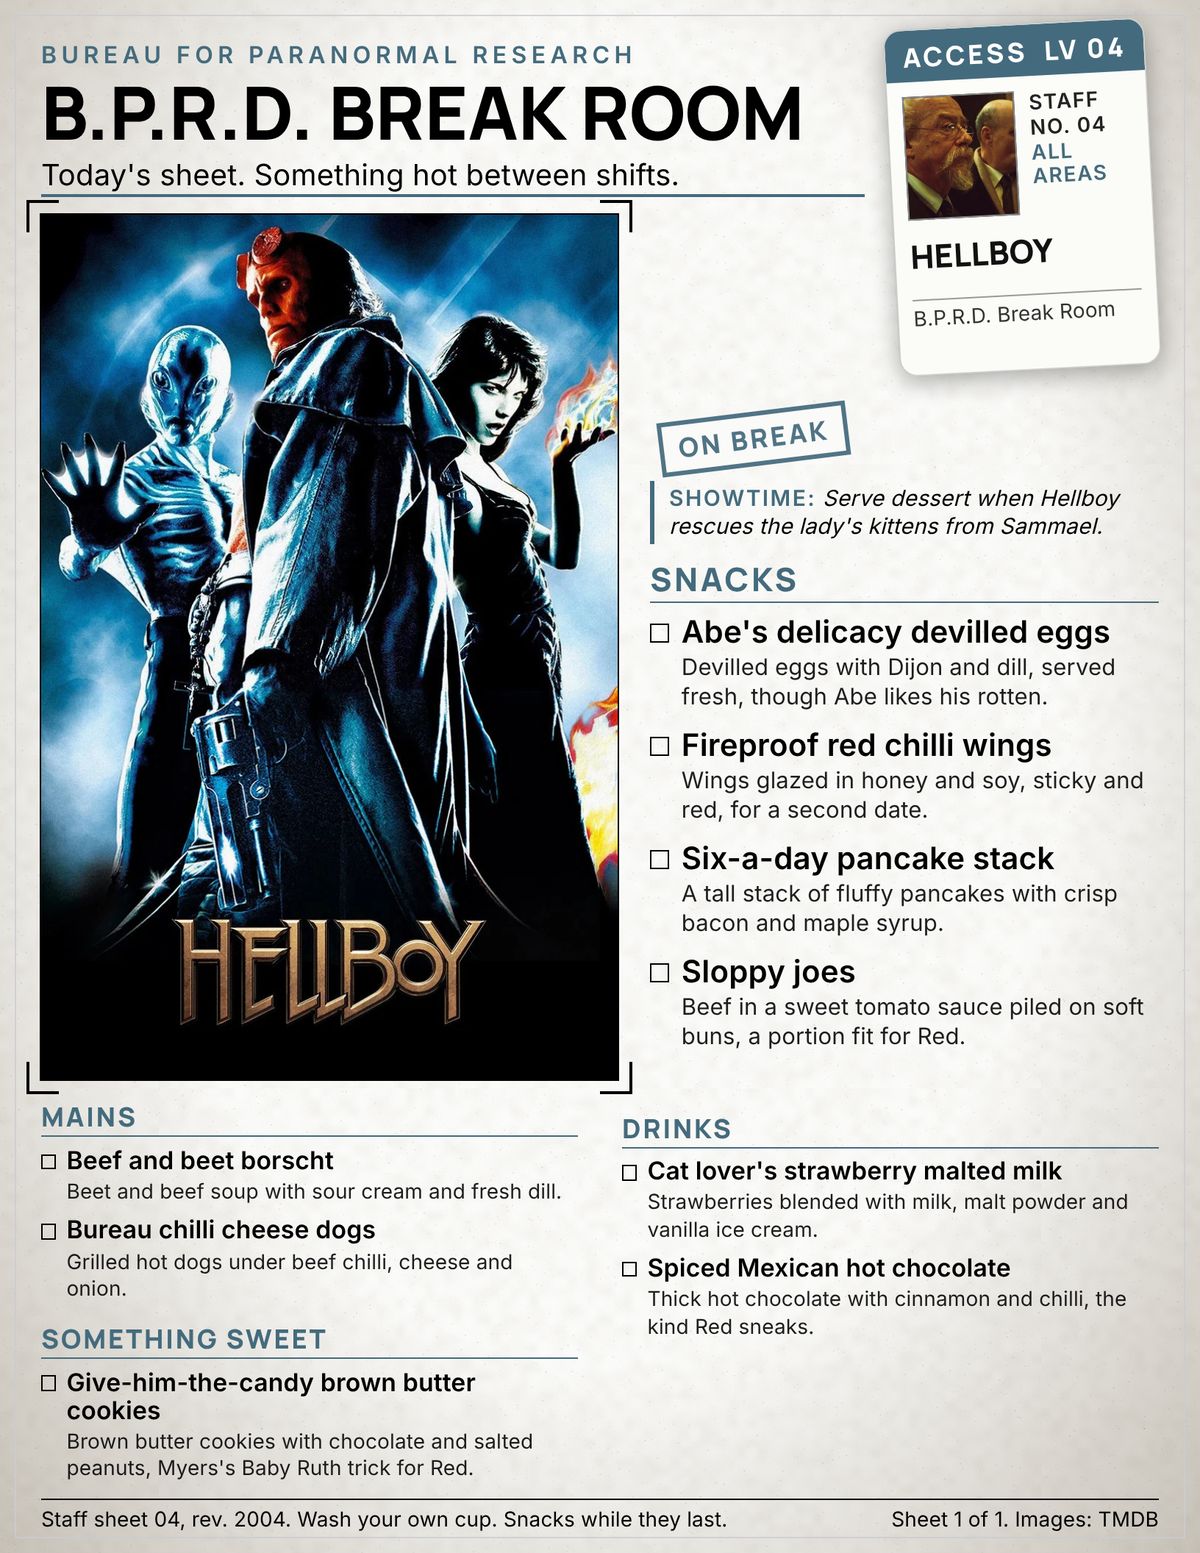 BUREAU FOR PARANORMAL RESEARCH
B.P.R.D. BREAK ROOM
Today's sheet. Something hot between shifts.
ACCESS LV 04
STAFF
NO. 04
ALL
AREAS
HELLBOY
B.P.R.D. Break Room
HELLBOY
ON BREAK
SHOWTIME: Serve dessert when Hellboy
rescues the lady's kittens from Sammael.
SNACKS
Abe's delicacy devilled eggs
Devilled eggs with Dijon and dill, served
fresh, though Abe likes his rotten.
Fireproof red chilli wings
Wings glazed in honey and soy, sticky and
red, for a second date.
Six-a-day pancake stack
A tall stack of fluffy pancakes with crisp
bacon and maple syrup.
Sloppy joes
Beef in a sweet tomato sauce piled on soft
buns, a portion fit for Red.
MAINS
Beef and beet borscht
Beet and beef soup with sour cream and fresh dill.
Bureau chilli cheese dogs
Grilled hot dogs under beef chilli, cheese and
onion.
SOMETHING SWEET
Give-him-the-candy brown butter
cookies
Brown butter cookies with chocolate and salted
peanuts, Myers's Baby Ruth trick for Red.
DRINKS
Cat lover's strawberry malted milk
Strawberries blended with milk, malt powder and
vanilla ice cream.
Spiced Mexican hot chocolate
Thick hot chocolate with cinnamon and chilli, the
kind Red sneaks.
Staff sheet 04, rev. 2004. Wash your own cup. Snacks while they last.
Sheet 1 of 1. Images: TMDB